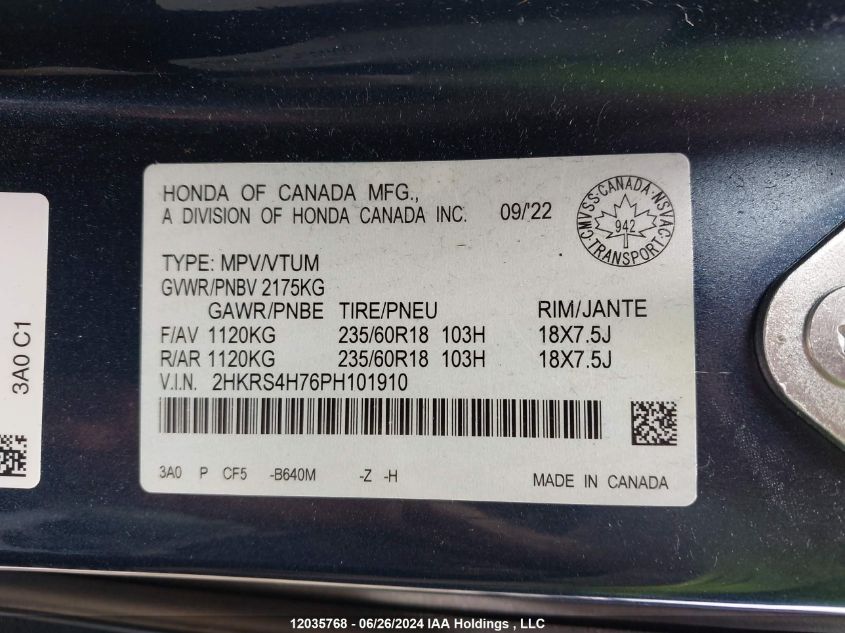 HONDA OF CANADA MFG.,
A DIVISION OF HONDA CANADA INC. 09/'22
CMVSS·CANADA·NSVAC
942
TRANSPORT
TYPE: MPV/VTUM
GVWR/PNBV 2175KG
GAWR/PNBE TIRE/PNEU RIM/JANTE
F/AV 1120KG 235/60R18 103H 18X7.5J
R/AR 1120KG 235/60R18 103H 18X7.5J
V.I.N. 2HKRS4H76PH101910
3A0 P CF5 -B640M -Z -H MADE IN CANADA
3A0 C1
12035768 - 06/26/2024 IAA Holdings , LLC